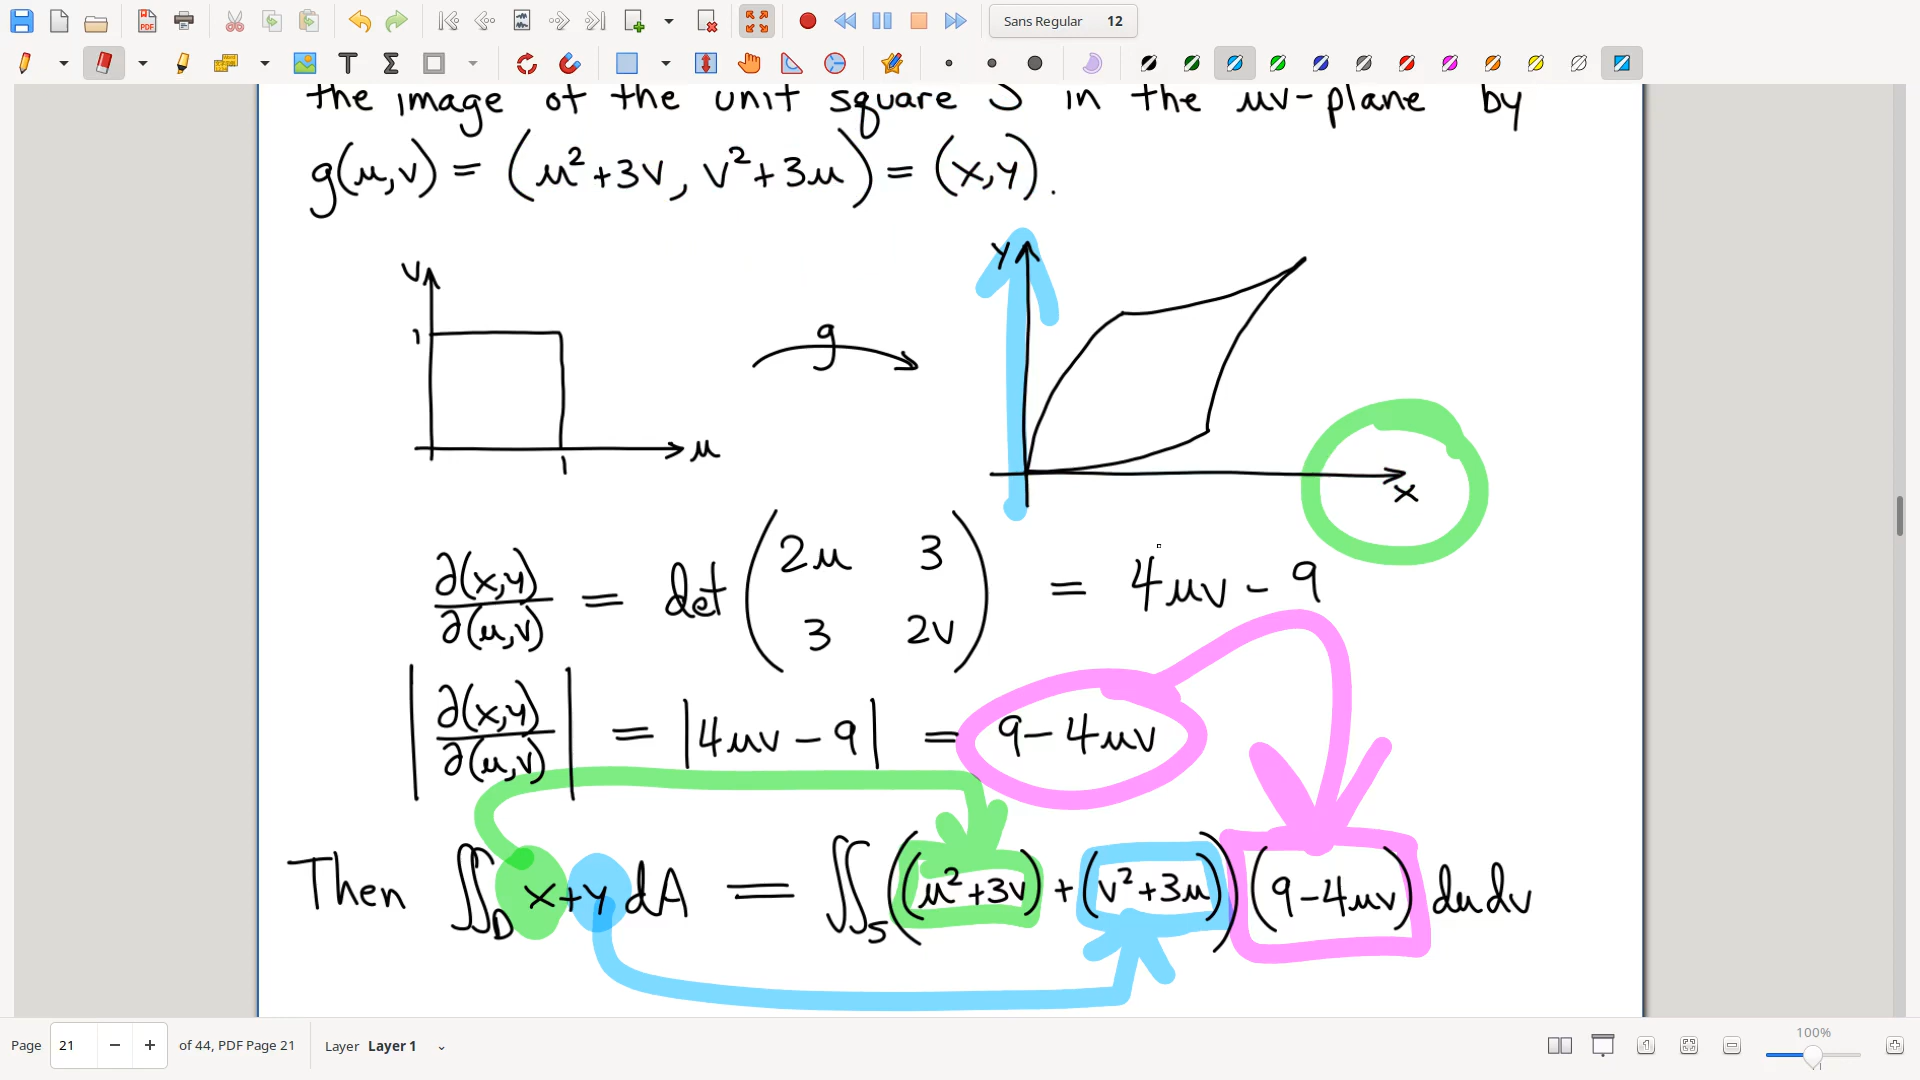 Sans Regular 12
the image of the unit square S in the uv-plane by
g(u,v) = (u²+3v, v²+3u) = (x,y).
v
1
u
1
g
y
x
∂(x,y)/∂(u,v) = det (2u 3
3 2v) = 4uv - 9
|∂(x,y)/∂(u,v)| = |4uv - 9| = 9 - 4uv
Then ∬_D x+y dA = ∬_S ((u²+3v)+(v²+3u))(9-4uv) du dv
Page 21 of 44, PDF Page 21 Layer Layer 1 100%